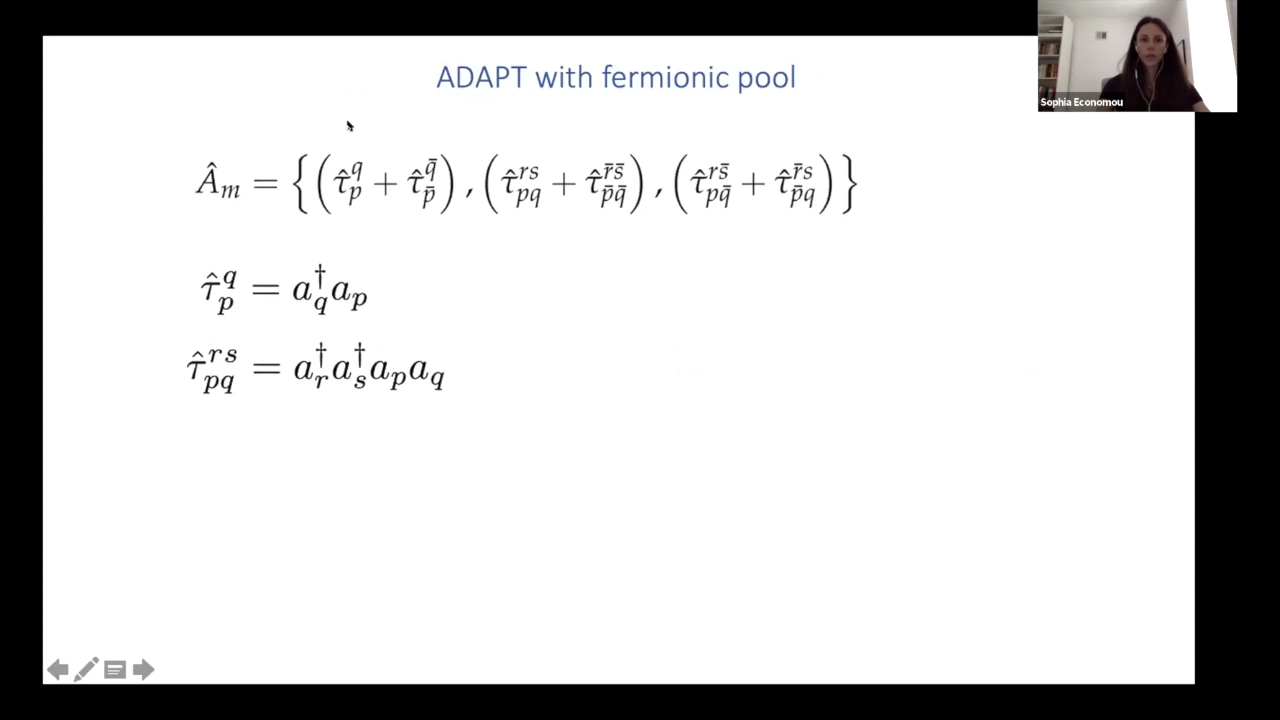 ADAPT with fermionic pool
Sophia Economou
Â_m = { ( τ̂_p^q + τ̂_p̄^q̄ ) , ( τ̂_pq^rs + τ̂_p̄q̄^r̄s̄ ) , ( τ̂_pq̄^rs̄ + τ̂_p̄q^r̄s ) }
τ̂_p^q = a_q^† a_p
τ̂_pq^rs = a_r^† a_s^† a_p a_q